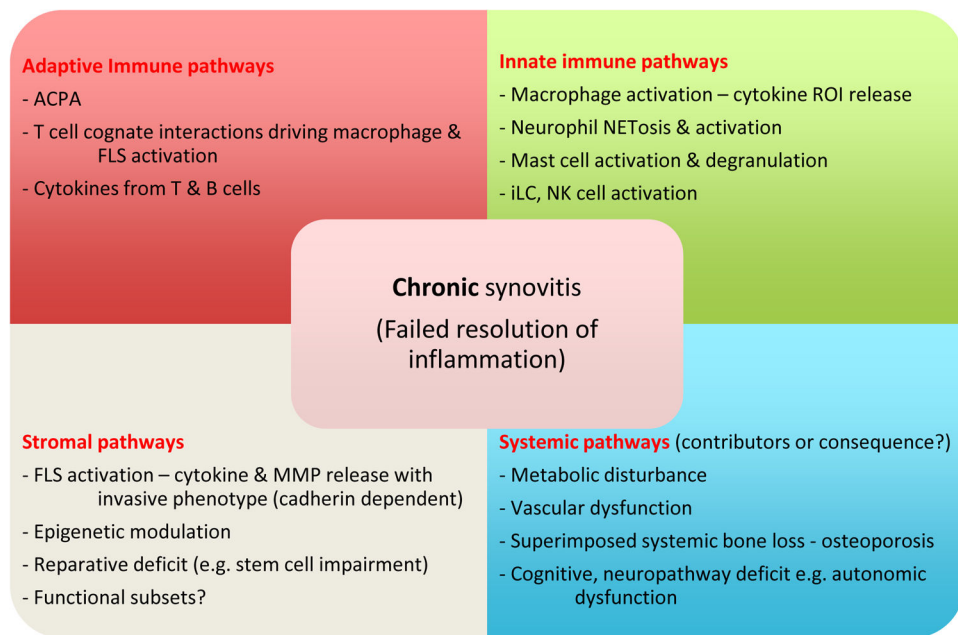 Adaptive Immune pathways
- ACPA
- T cell cognate interactions driving macrophage &
FLS activation
- Cytokines from T & B cells
Innate immune pathways
- Macrophage activation – cytokine ROI release
- Neurophil NETosis & activation
- Mast cell activation & degranulation
- iLC, NK cell activation
Chronic synovitis
(Failed resolution of
inflammation)
Stromal pathways
- FLS activation – cytokine & MMP release with
invasive phenotype (cadherin dependent)
- Epigenetic modulation
- Reparative deficit (e.g. stem cell impairment)
- Functional subsets?
Systemic pathways (contributors or consequence?)
- Metabolic disturbance
- Vascular dysfunction
- Superimposed systemic bone loss - osteoporosis
- Cognitive, neuropathway deficit e.g. autonomic
dysfunction